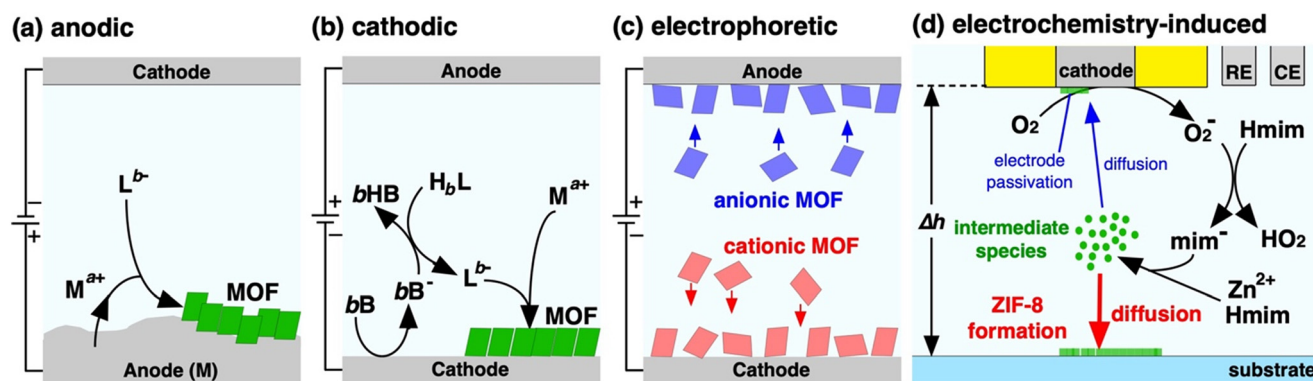 (a) anodic
Cathode
−
+
L^{b-}
M^{a+}
MOF
Anode (M)
(b) cathodic
Anode
+
−
bHB
H_bL
M^{a+}
bB
bB^-
L^{b-}
MOF
Cathode
(c) electrophoretic
Anode
+
−
anionic MOF
cationic MOF
Cathode
(d) electrochemistry-induced
cathode
RE
CE
O₂
O₂⁻
Hmim
electrode
passivation
diffusion
Δh
intermediate
species
mim⁻
HO₂
ZIF-8
formation
diffusion
Zn²⁺
Hmim
substrate